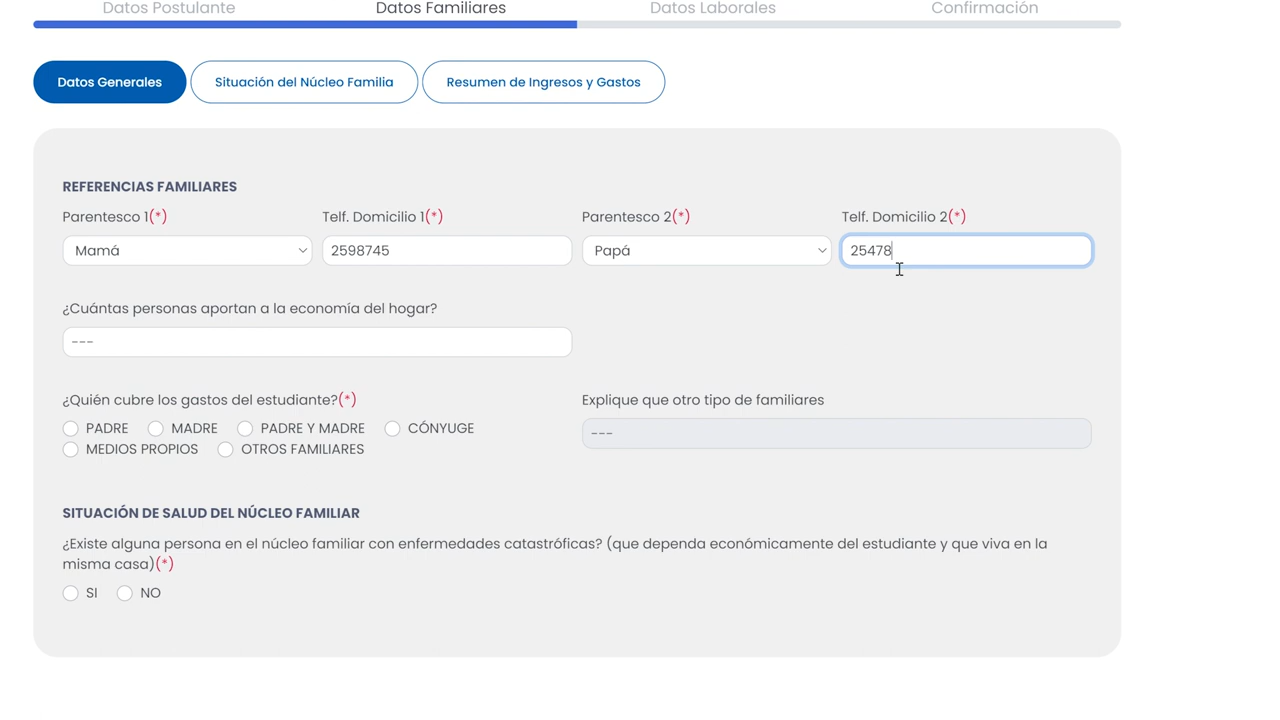 Datos Postulante
Datos Familiares
Datos Laborales
Confirmación
Datos Generales
Situación del Núcleo Familia
Resumen de Ingresos y Gastos
REFERENCIAS FAMILIARES
Parentesco 1(*)
Telf. Domicilio 1(*)
Parentesco 2(*)
Telf. Domicilio 2(*)
Mamá
2598745
Papá
25478
¿Cuántas personas aportan a la economía del hogar?
---
¿Quién cubre los gastos del estudiante?(*)
Explique que otro tipo de familiares
PADRE
MADRE
PADRE Y MADRE
CÓNYUGE
---
MEDIOS PROPIOS
OTROS FAMILIARES
SITUACIÓN DE SALUD DEL NÚCLEO FAMILIAR
¿Existe alguna persona en el núcleo familiar con enfermedades catastróficas? (que dependa económicamente del estudiante y que viva en la
misma casa)(*)
SI
NO